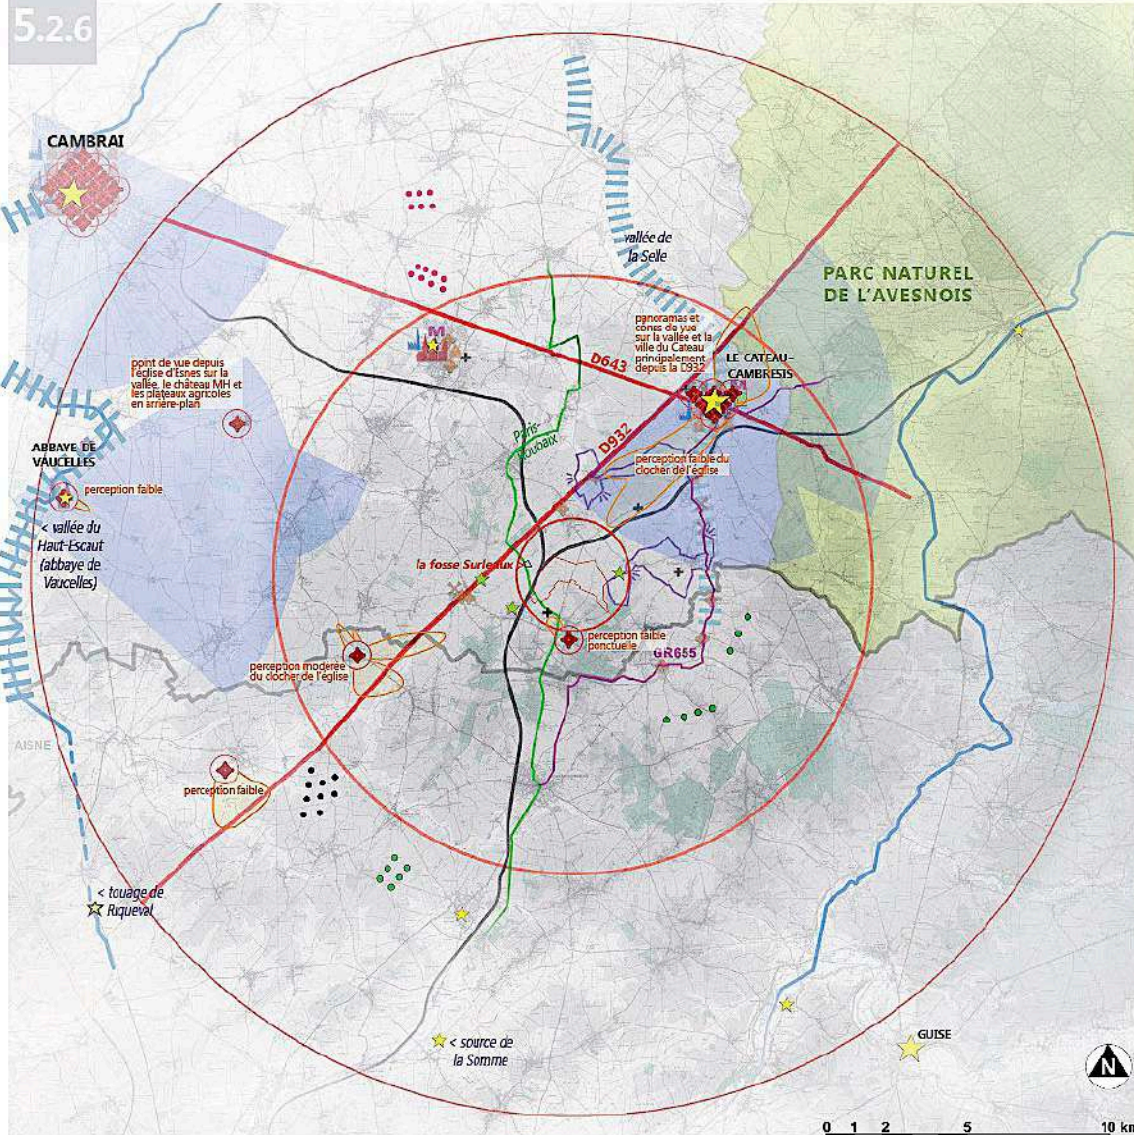 5.2.6
CAMBRAI
vallée de
la Selle
PARC NATUREL
DE L'AVESNOIS
panoramas et
cônes de vue
sur la vallée et la
ville du Cateau
principalement
depuis la D932
point de vue depuis
l'église d'Esnes sur la
vallée, le château MH et
les plateaux agricoles
en arrière-plan
M
D643
LE CATEAU-
CAMBRESIS
M
Paris-
Roubaix
D932
ABBAYE DE
VAUCELLES
perception faible
perception faible du
clocher de l'église
< vallée du
Haut-Escaut
(abbaye de
Vaucelles)
la fosse Surleaux
perception faible
ponctuelle
GR655
perception modérée
du clocher de l'église
AISNE
perception faible
< touage de
Riqueval
< source de
la Somme
GUISE
N
0 1 2 5 10 km